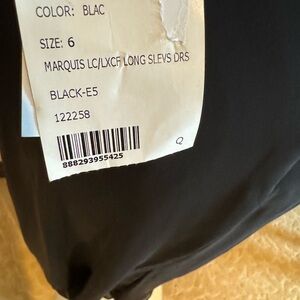 COLOR: BLAC
SIZE: 6
MARQUIS LC/LXCF LONG SLEVS DRS
BLACK-E5
122258
888293955425
Q